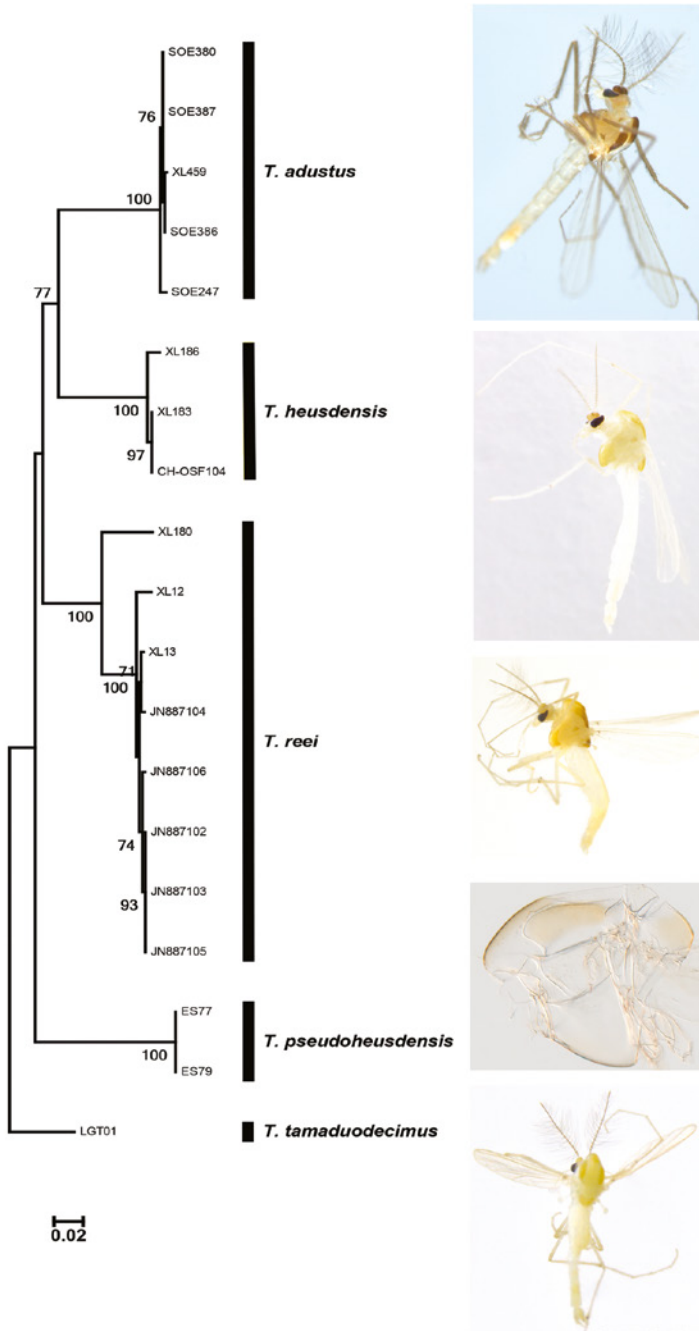 SOE380
SOE387
76
XL459
T. adustus
100
SOE386
SOE247
77
XL186
100
XL183
T. heusdensis
97
CH-OSF104
XL180
XL12
100
XL13
71
100
JN887104
T. reei
JN887106
JN887102
74
JN887103
93
JN887105
ES77
T. pseudoheusdensis
100
ES79
LGT01
T. tamaduodecimus
0.02